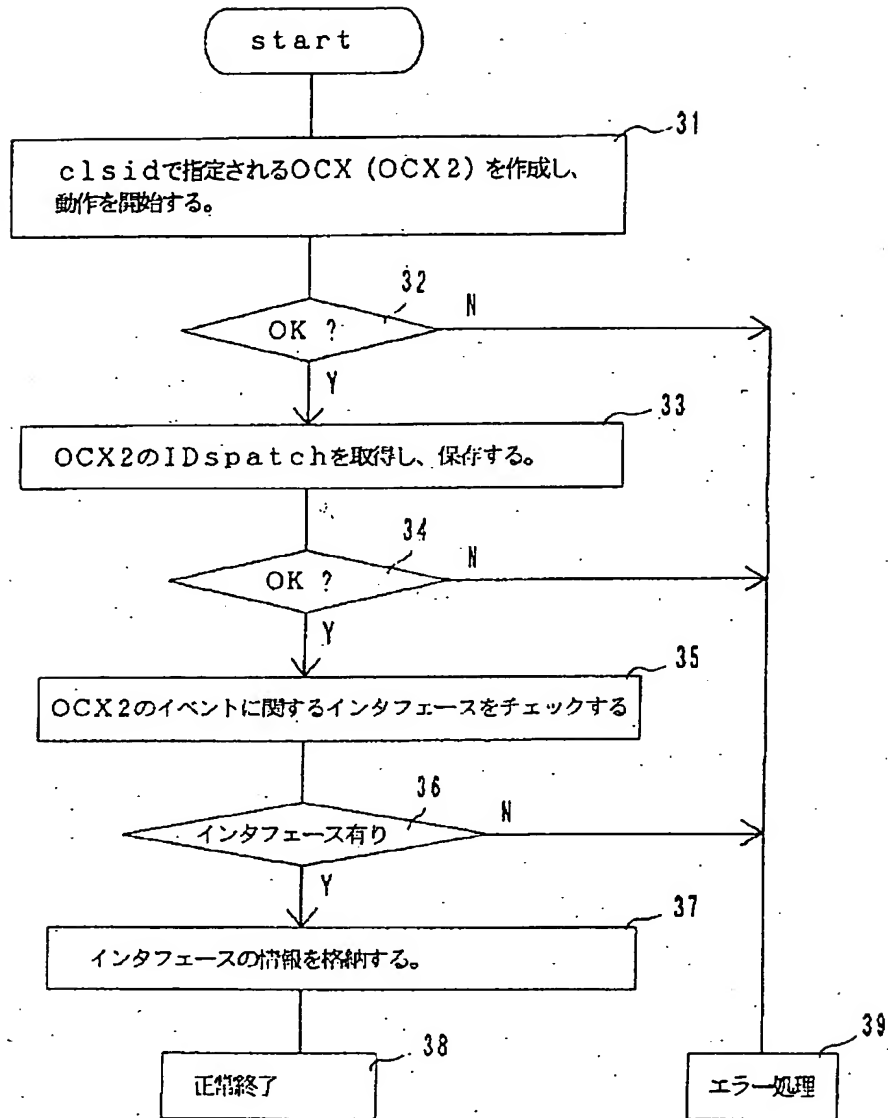 start
31
clsidで指定されるOCX（OCX2）を作成し、
動作を開始する。
32
N
OK ?
Y
33
OCX2のIDspatchを取得し、保存する。
34
N
OK ?
Y
35
OCX2のイベントに関するインタフェースをチェックする
36
N
インタフェース有り
Y
37
インタフェースの情報を格納する。
38
正常終了
39
エラー処理